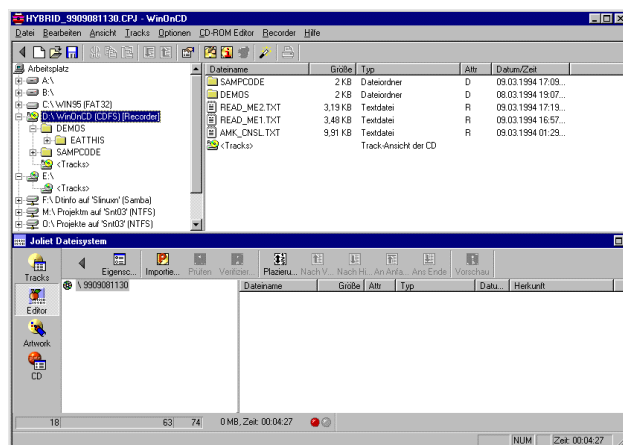 HYBRID_9909081130.CPJ - WinOnCD
Datei Bearbeiten Ansicht Tracks Optionen CD-ROM Editor Recorder Hilfe
Arbeitsplatz
A:\
B:\
C:\ WIN95 (FAT32)
D:\ WinOnCD (CDFS) [Recorder]
DEMOS
EATTHIS
SAMPCODE
<Tracks>
E:\
<Tracks>
F:\ Dtinfo auf 'Slinuxn' (Samba)
M:\ Projektm auf 'Snt03' (NTFS)
O:\ Projekte auf 'Snt03' (NTFS)
Dateiname Größe Typ Attr Datum/Zeit
SAMPCODE 2 KB Dateiordner D 09.03.1994 17:09...
DEMOS 2 KB Dateiordner D 08.03.1994 19:07...
READ_ME2.TXT 3,19 KB Textdatei R 09.03.1994 17:19...
READ_ME1.TXT 3,48 KB Textdatei R 09.03.1994 16:57...
AMK_CNSL.TXT 9,91 KB Textdatei R 09.03.1994 01:29...
<Tracks> Track-Ansicht der CD
Joliet Dateisystem
Tracks
Editor
Artwork
CD
Eigensc... Importie... Prüfen Verifizier... Plazieru... Nach V... Nach Hi... An Anfa... Ans Ende Vorschau
\ 9909081130
Dateiname Größe Attr Typ Datu... Herkunft
18 63 74 0 MB, Zeit: 00:04:27
NUM Zeit: 00:04:27